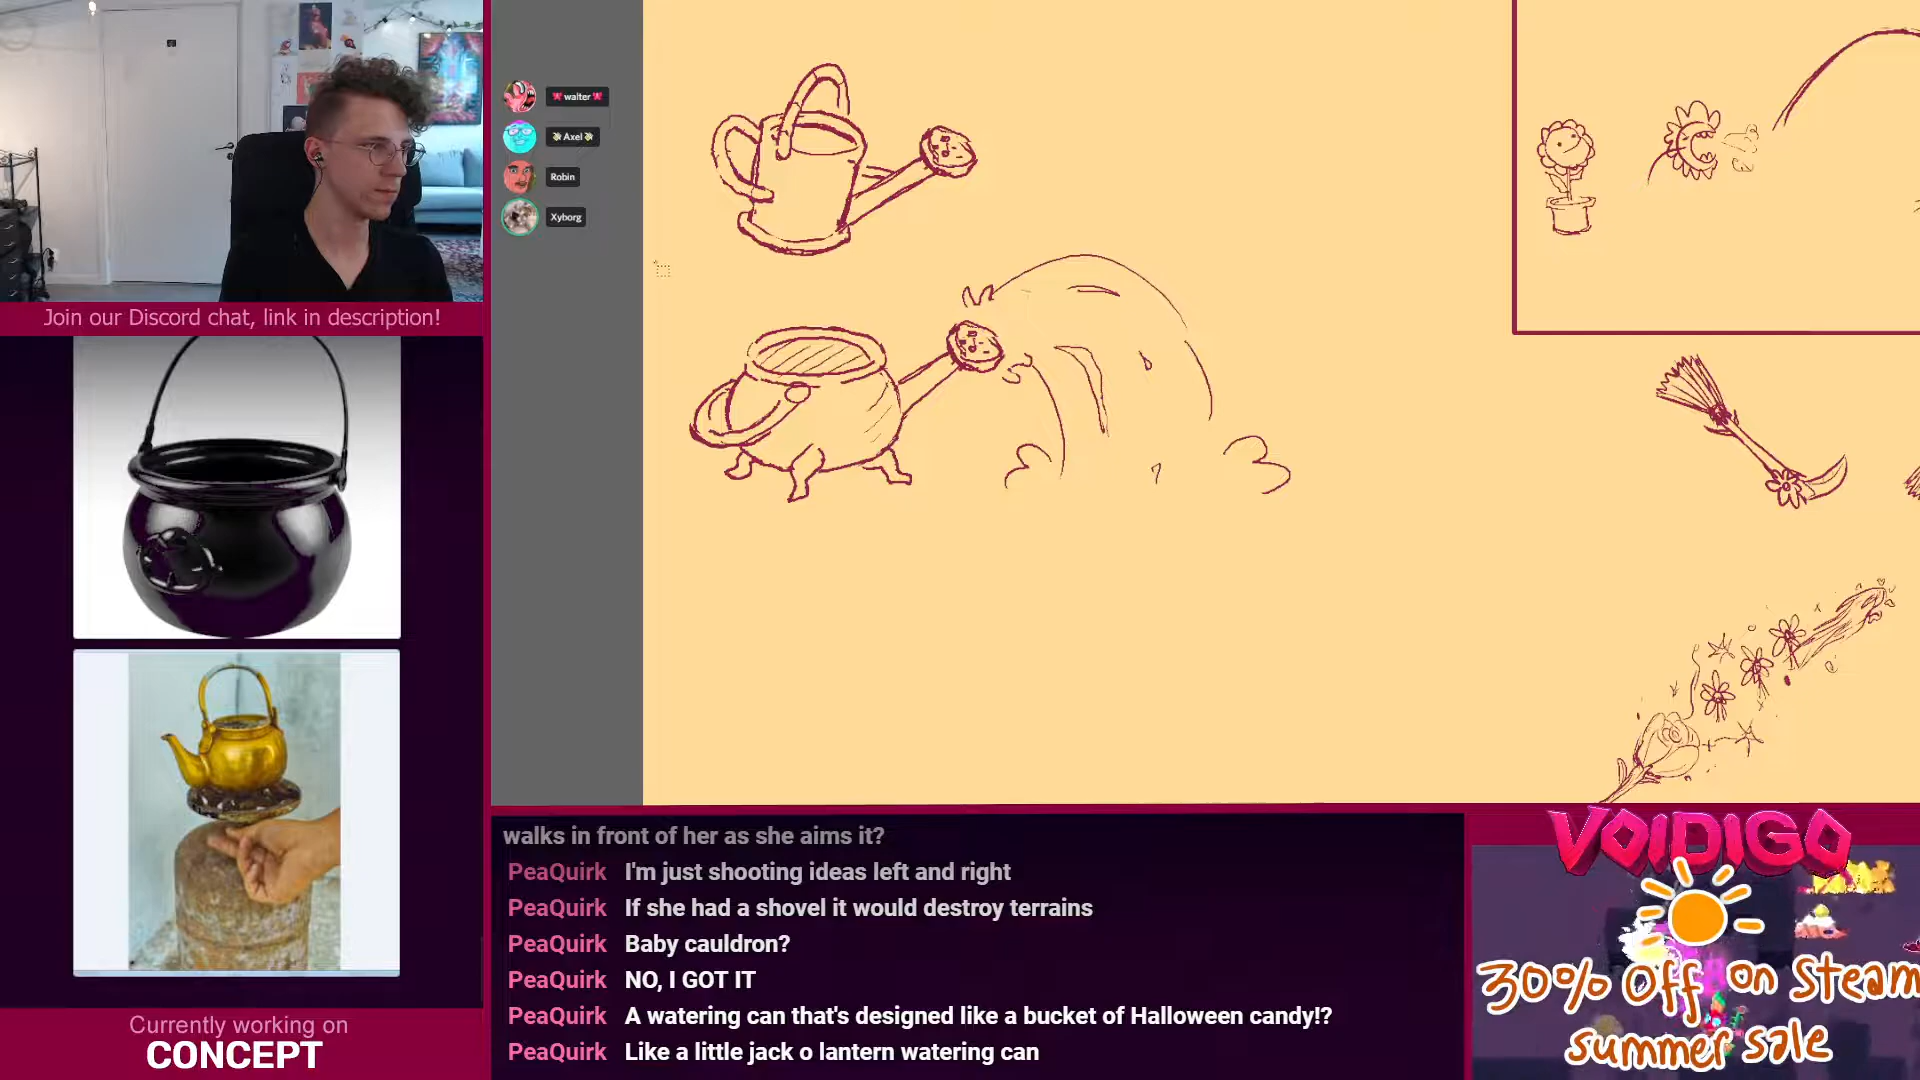 walter
Axel
Robin
Xyborg
Join our Discord chat, link in description!
walks in front of her as she aims it?
PeaQuirk I'm just shooting ideas left and right
PeaQuirk If she had a shovel it would destroy terrains
PeaQuirk Baby cauldron?
PeaQuirk NO, I GOT IT
PeaQuirk A watering can that's designed like a bucket of Halloween candy!?
PeaQuirk Like a little jack o lantern watering can
Currently working on
CONCEPT
VOIDIGO
30% Off on Steam
summer sale